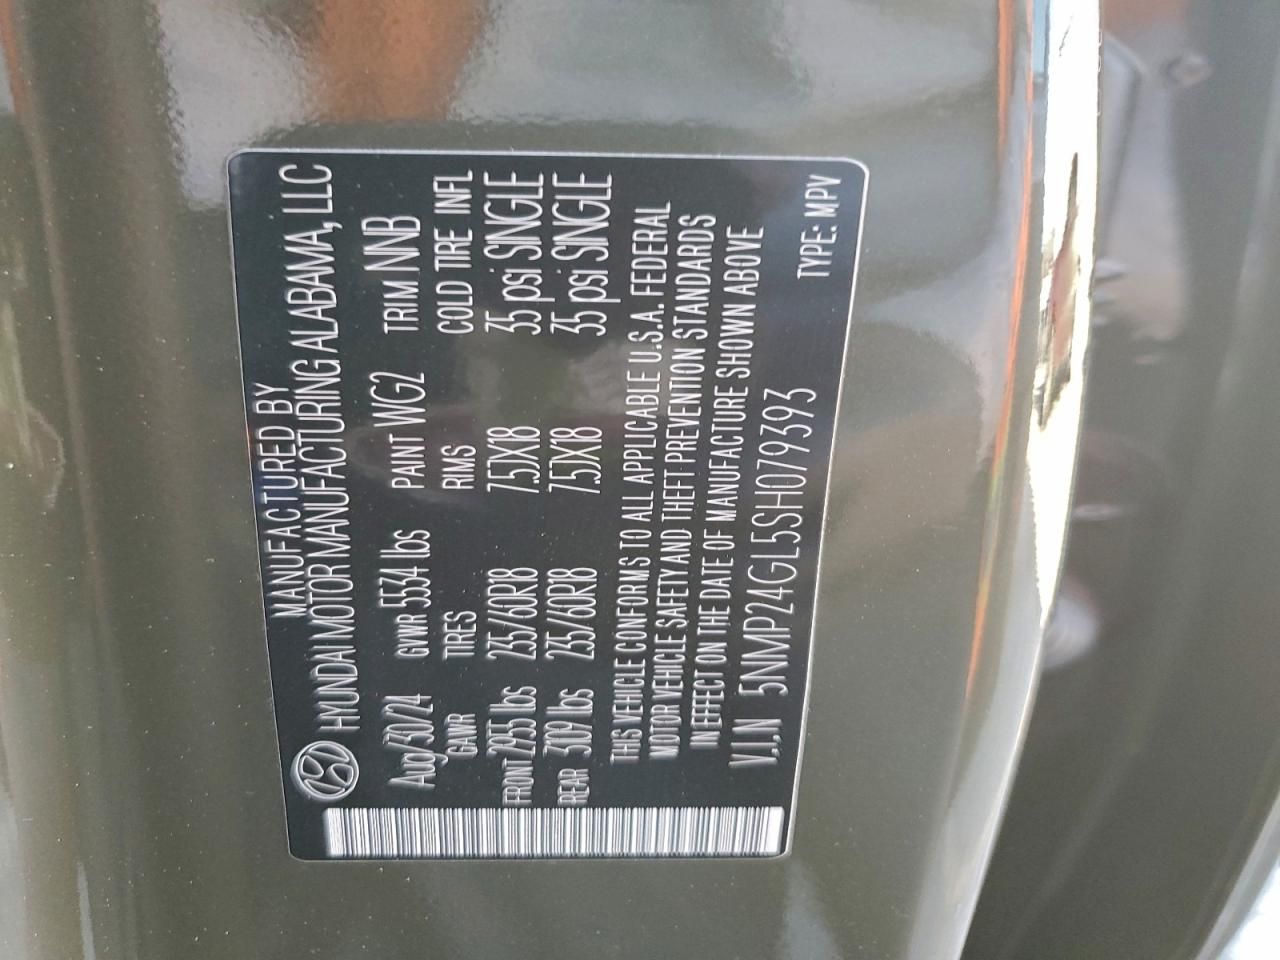 MANUFACTURED BY
HYUNDAI MOTOR MANUFACTURING ALABAMA, LLC
Aug/30/24 GVWR 5534 lbs PAINT WG2 TRIM NNB
GAWR TIRES RIMS COLD TIRE INFL
FRONT 2955 lbs 235/60R18 7.5JX18 35 psi SINGLE
REAR 3109 lbs 235/60R18 7.5JX18 35 psi SINGLE
THIS VEHICLE CONFORMS TO ALL APPLICABLE U.S.A. FEDERAL
MOTOR VEHICLE SAFETY AND THEFT PREVENTION STANDARDS
IN EFFECT ON THE DATE OF MANUFACTURE SHOWN ABOVE
V.I.N 5NMP24GL5SH079393
TYPE: MPV